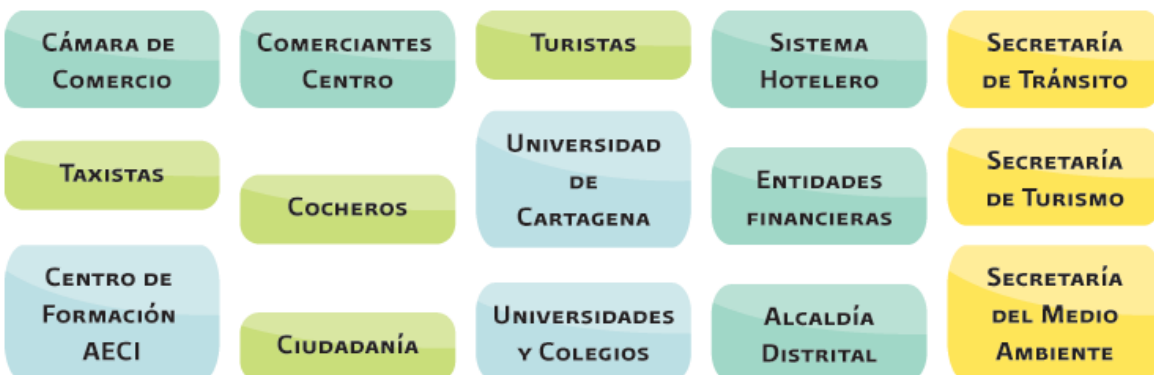 Cámara de
Comercio
Comerciantes
Centro
Turistas
Sistema
Hotelero
Secretaría
de Tránsito
Taxistas
Cocheros
Universidad
de
Cartagena
Entidades
financieras
Secretaría
de Turismo
Centro de
Formación
AECI
Ciudadanía
Universidades
y Colegios
Alcaldía
Distrital
Secretaría
del Medio
Ambiente